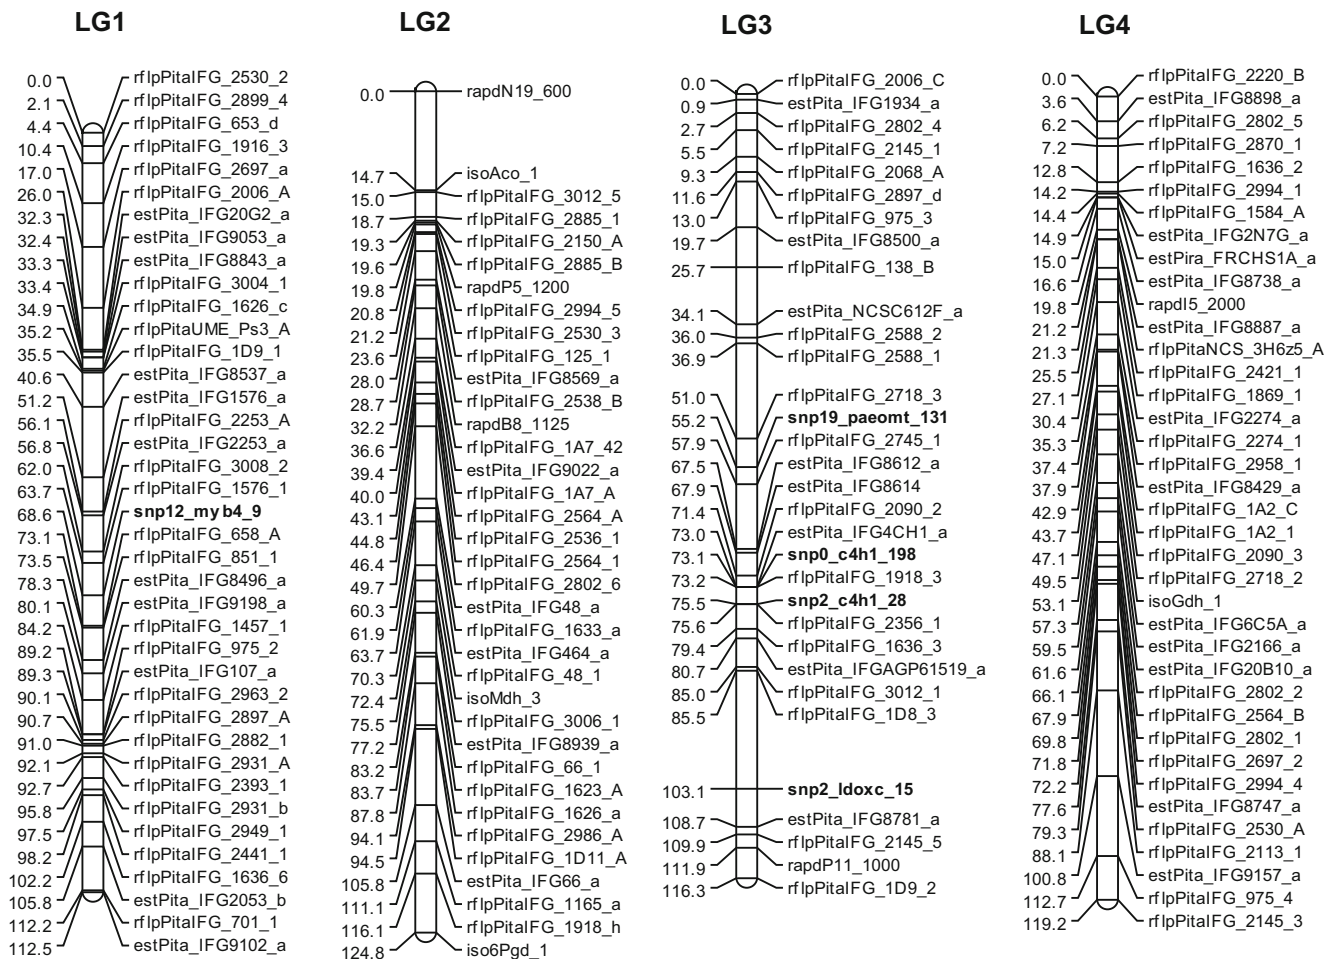 LG1
0.0 rflpPitaIFG_2530_2
2.1 rflpPitaIFG_2899_4
4.4 rflpPitaIFG_653_d
10.4 rflpPitaIFG_1916_3
17.0 rflpPitaIFG_2697_a
26.0 rflpPitaIFG_2006_A
32.3 estPita_IFG20G2_a
32.4 estPita_IFG9053_a
33.3 estPita_IFG8843_a
33.4 rflpPitaIFG_3004_1
34.9 rflpPitaIFG_1626_c
35.2 rflpPitaUME_Ps3_A
35.5 rflpPitaIFG_1D9_1
40.6 estPita_IFG8537_a
51.2 estPita_IFG1576_a
56.1 rflpPitaIFG_2253_A
56.8 estPita_IFG2253_a
62.0 rflpPitaIFG_3008_2
63.7 rflpPitaIFG_1576_1
68.6 snp12_myb4_9
73.1 rflpPitaIFG_658_A
73.5 rflpPitaIFG_851_1
78.3 estPita_IFG8496_a
80.1 estPita_IFG9198_a
84.2 rflpPitaIFG_1457_1
89.2 rflpPitaIFG_975_2
89.3 estPita_IFG107_a
90.1 rflpPitaIFG_2963_2
90.7 rflpPitaIFG_2897_A
91.0 rflpPitaIFG_2882_1
92.1 rflpPitaIFG_2931_A
92.7 rflpPitaIFG_2393_1
95.8 rflpPitaIFG_2931_b
97.5 rflpPitaIFG_2949_1
98.2 rflpPitaIFG_2441_1
102.2 rflpPitaIFG_1636_6
105.8 estPita_IFG2053_b
112.2 rflpPitaIFG_701_1
112.5 estPita_IFG9102_a
LG2
0.0 rapdN19_600
14.7 isoAco_1
15.0 rflpPitaIFG_3012_5
18.7 rflpPitaIFG_2885_1
19.3 rflpPitaIFG_2150_A
19.6 rflpPitaIFG_2885_B
19.8 rapdP5_1200
20.8 rflpPitaIFG_2994_5
21.2 rflpPitaIFG_2530_3
23.6 rflpPitaIFG_125_1
28.0 estPita_IFG8569_a
28.7 rflpPitaIFG_2538_B
32.2 rapdB8_1125
36.6 rflpPitaIFG_1A7_42
39.4 estPita_IFG9022_a
40.0 rflpPitaIFG_1A7_A
43.1 rflpPitaIFG_2564_A
44.8 rflpPitaIFG_2536_1
46.4 rflpPitaIFG_2564_1
49.7 rflpPitaIFG_2802_6
60.3 estPita_IFG48_a
61.9 rflpPitaIFG_1633_a
63.7 estPita_IFG464_a
70.3 rflpPitaIFG_48_1
72.4 isoMdh_3
75.5 rflpPitaIFG_3006_1
77.2 estPita_IFG8939_a
83.2 rflpPitaIFG_66_1
83.7 rflpPitaIFG_1623_A
87.8 rflpPitaIFG_1626_a
94.1 rflpPitaIFG_2986_A
94.5 rflpPitaIFG_1D11_A
105.8 estPita_IFG66_a
111.1 rflpPitaIFG_1165_a
116.1 rflpPitaIFG_1918_h
124.8 iso6Pgd_1
LG3
0.0 rflpPitaIFG_2006_C
0.9 estPita_IFG1934_a
2.7 rflpPitaIFG_2802_4
5.5 rflpPitaIFG_2145_1
9.3 rflpPitaIFG_2068_A
11.6 rflpPitaIFG_2897_d
13.0 rflpPitaIFG_975_3
19.7 estPita_IFG8500_a
25.7 rflpPitaIFG_138_B
34.1 estPita_NCSC612F_a
36.0 rflpPitaIFG_2588_2
36.9 rflpPitaIFG_2588_1
51.0 rflpPitaIFG_2718_3
55.2 snp19_paeomt_131
57.9 rflpPitaIFG_2745_1
67.5 estPita_IFG8612_a
67.9 estPita_IFG8614
71.4 rflpPitaIFG_2090_2
73.0 estPita_IFG4CH1_a
73.1 snp0_c4h1_198
73.2 rflpPitaIFG_1918_3
75.5 snp2_c4h1_28
75.6 rflpPitaIFG_2356_1
79.4 rflpPitaIFG_1636_3
80.7 estPita_IFGAGP61519_a
85.0 rflpPitaIFG_3012_1
85.5 rflpPitaIFG_1D8_3
103.1 snp2_ldoxc_15
108.7 estPita_IFG8781_a
109.9 rflpPitaIFG_2145_5
111.9 rapdP11_1000
116.3 rflpPitaIFG_1D9_2
LG4
0.0 rflpPitaIFG_2220_B
3.6 estPita_IFG8898_a
6.2 rflpPitaIFG_2802_5
7.2 rflpPitaIFG_2870_1
12.8 rflpPitaIFG_1636_2
14.2 rflpPitaIFG_2994_1
14.4 rflpPitaIFG_1584_A
14.9 estPita_IFG2N7G_a
15.0 estPira_FRCHS1A_a
16.6 estPita_IFG8738_a
19.8 rapdI5_2000
21.2 estPita_IFG8887_a
21.3 rflpPitaNCS_3H6z5_A
25.5 rflpPitaIFG_2421_1
27.1 rflpPitaIFG_1869_1
30.4 estPita_IFG2274_a
35.3 rflpPitaIFG_2274_1
37.4 rflpPitaIFG_2958_1
37.9 estPita_IFG8429_a
42.9 rflpPitaIFG_1A2_C
43.7 rflpPitaIFG_1A2_1
47.1 rflpPitaIFG_2090_3
49.5 rflpPitaIFG_2718_2
53.1 isoGdh_1
57.3 estPita_IFG6C5A_a
59.5 estPita_IFG2166_a
61.6 estPita_IFG20B10_a
66.1 rflpPitaIFG_2802_2
67.9 rflpPitaIFG_2564_B
69.8 rflpPitaIFG_2802_1
71.8 rflpPitaIFG_2697_2
72.2 rflpPitaIFG_2994_4
77.6 estPita_IFG8747_a
79.3 rflpPitaIFG_2530_A
88.1 rflpPitaIFG_2113_1
100.8 estPita_IFG9157_a
112.7 rflpPitaIFG_975_4
119.2 rflpPitaIFG_2145_3